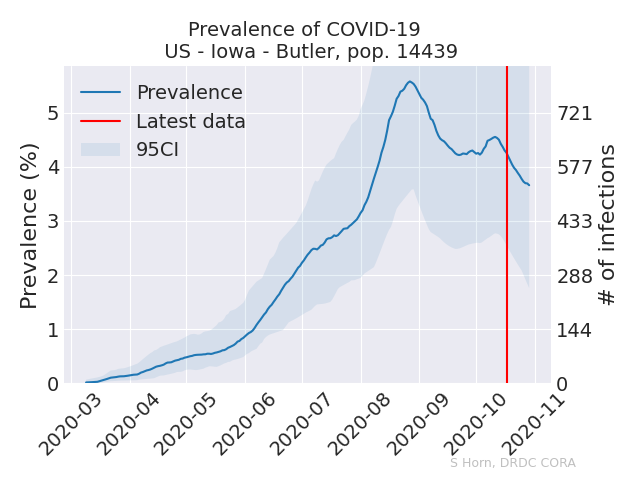 Prevalence of COVID-19
US - Iowa - Butler, pop. 14439
Prevalence
Latest data
95CI
Prevalence (%)
5
4
3
2
1
0
721
577
433
288
144
0
# of infections
2020-03
2020-04
2020-05
2020-06
2020-07
2020-08
2020-09
2020-10
2020-11
S Horn, DRDC CORA